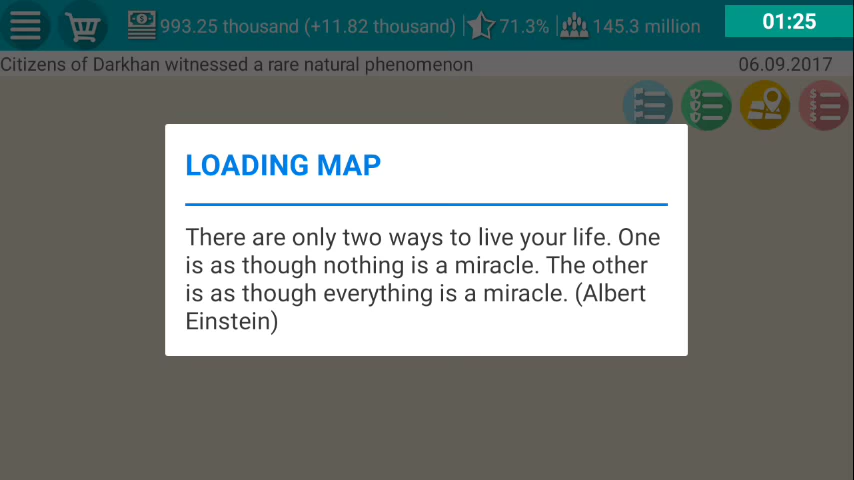 993.25 thousand (+11.82 thousand) 71.3% 145.3 million 01:25
Citizens of Darkhan witnessed a rare natural phenomenon 06.09.2017
LOADING MAP
There are only two ways to live your life. One
is as though nothing is a miracle. The other
is as though everything is a miracle. (Albert
Einstein)